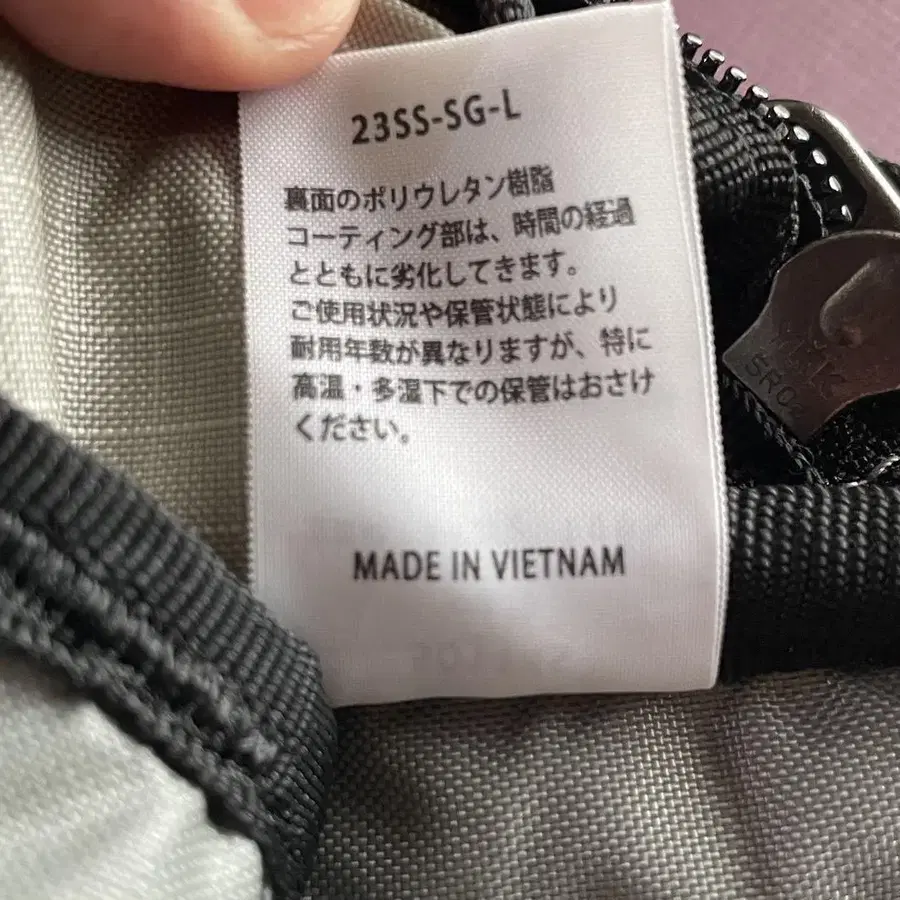 23SS-SG-L
裏面のポリウレタン樹脂
コーティング部は、時間の経過
とともに劣化してきます。
ご使用状況や保管状態により
耐用年数が異なりますが、特に
高温・多湿下での保管はおさけ
ください。
MADE IN VIETNAM